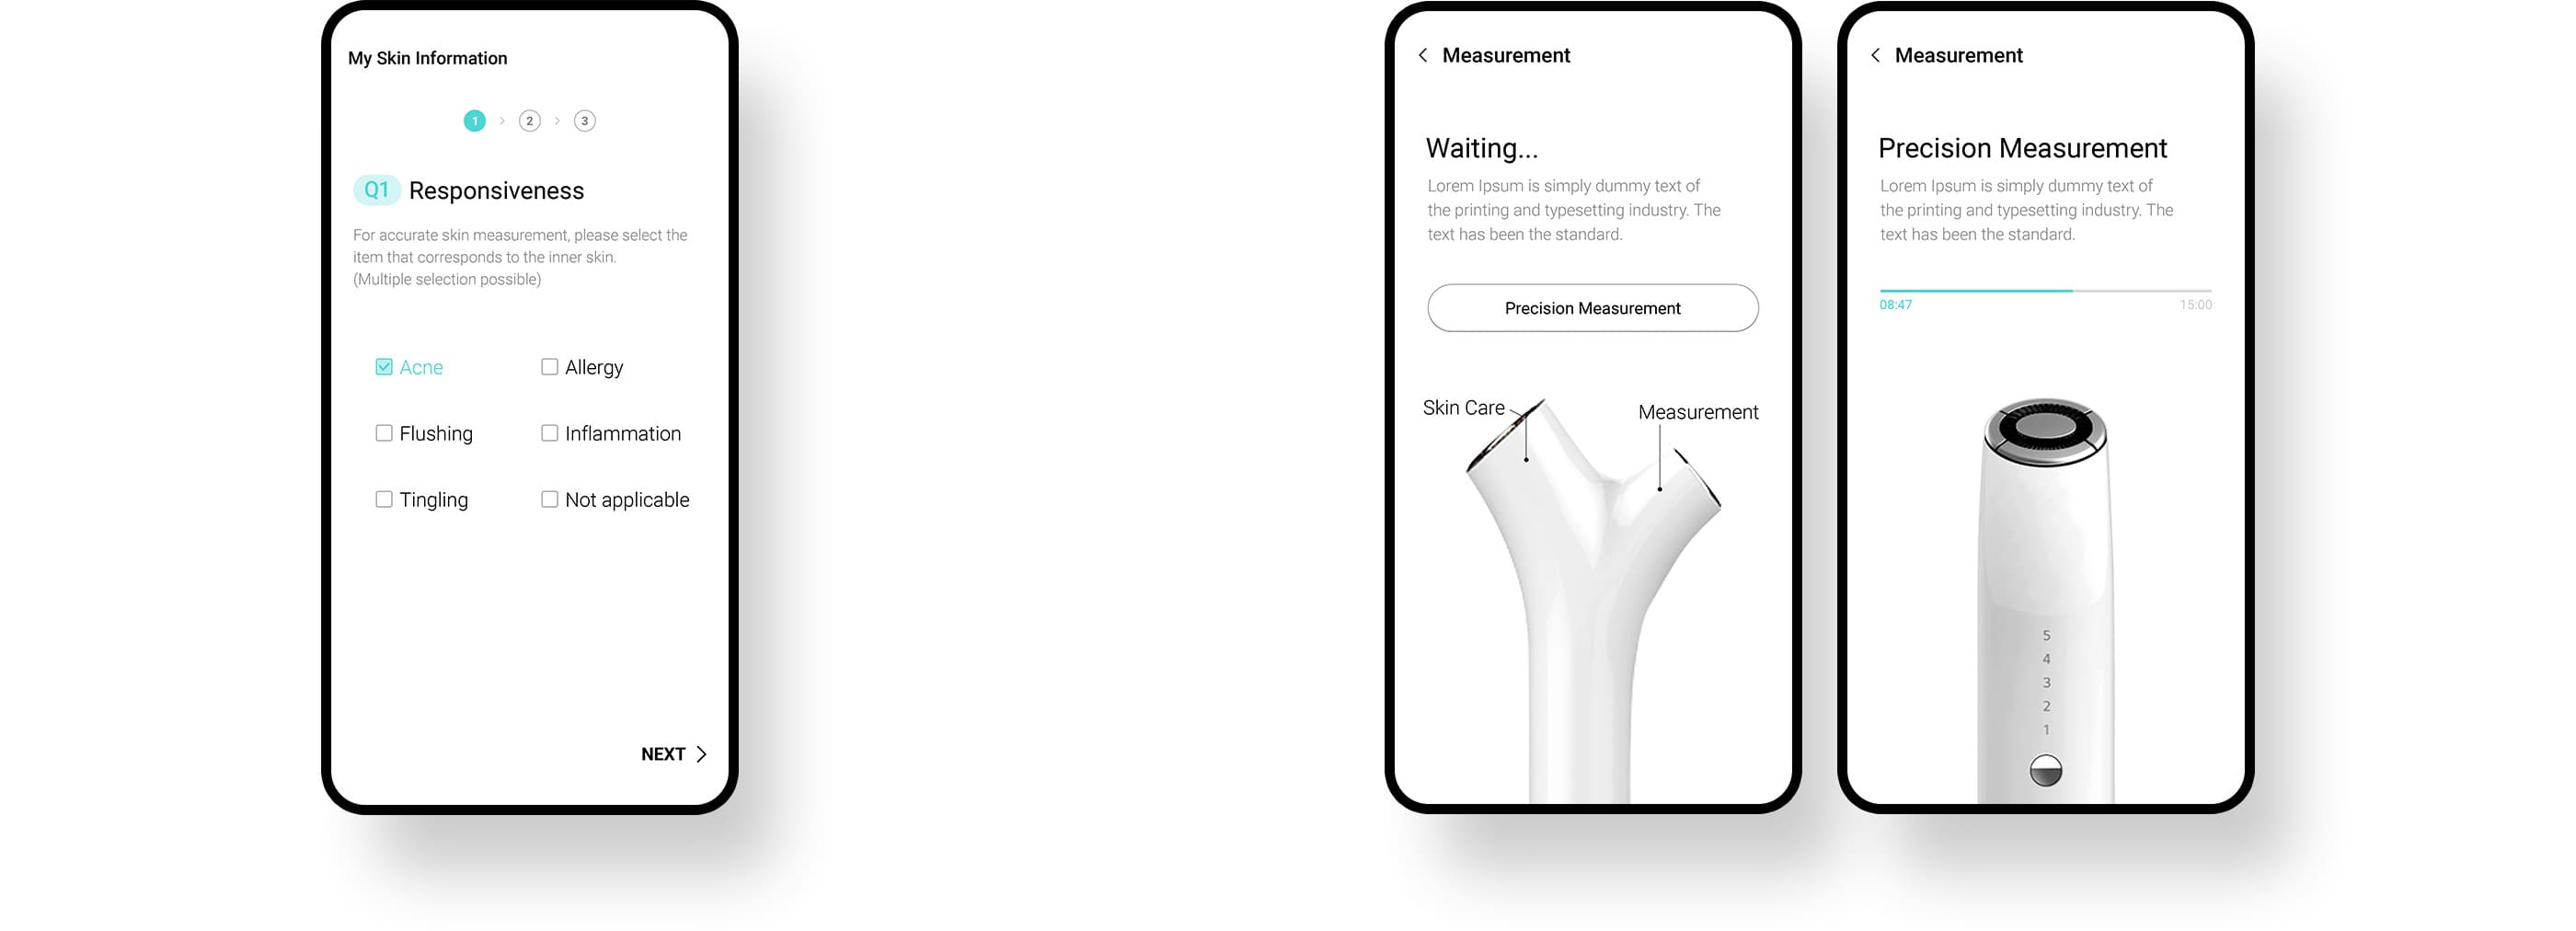 My Skin Information
1 > 2 > 3
Q1 Responsiveness
For accurate skin measurement, please select the
item that corresponds to the inner skin.
(Multiple selection possible)
Acne
Allergy
Flushing
Inflammation
Tingling
Not applicable
NEXT >
< Measurement
Waiting...
Lorem Ipsum is simply dummy text of
the printing and typesetting industry. The
text has been the standard.
Precision Measurement
Skin Care
Measurement
< Measurement
Precision Measurement
Lorem Ipsum is simply dummy text of
the printing and typesetting industry. The
text has been the standard.
08:47
15:00
5
4
3
2
1